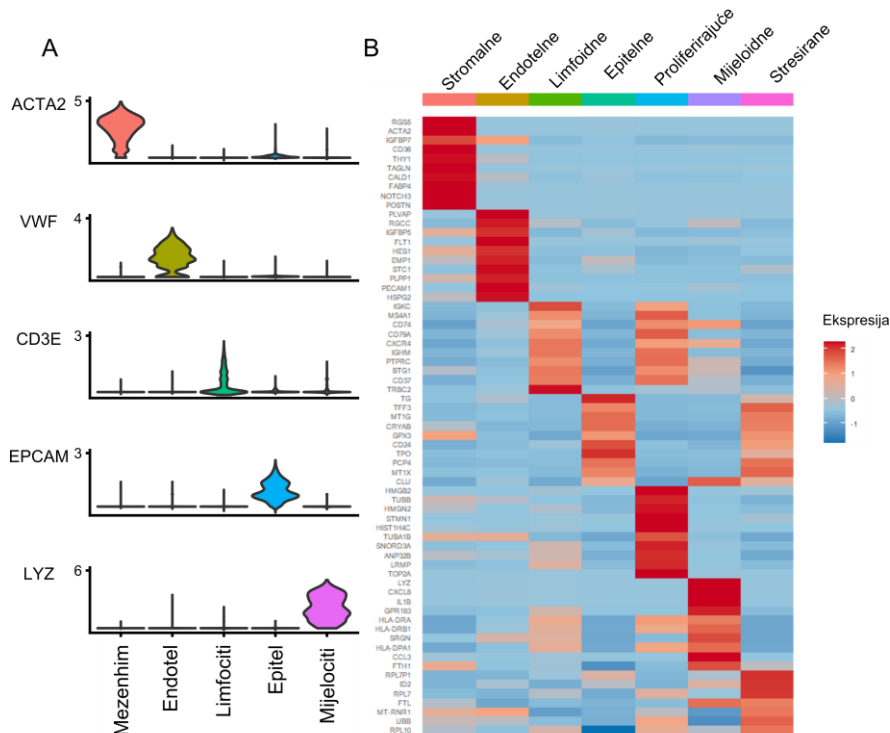 A
ACTA2
5
VWF
4
CD3E
3
EPCAM
3
LYZ
6
Mezenhim
Endotel
Limfociti
Epitel
Mijelociti
B
Stromalne
Endotelne
Limfoidne
Epitelne
Proliferirajuće
Mijeloidne
Stresirane
RGS5
ACTA2
IGFBP7
CD36
THY1
TAGLN
CALD1
FABP4
NOTCH3
POSTN
PLVAP
RGCC
IGFBP5
FLT1
HES1
EMP1
STC1
PLPP1
PECAM1
HSPG2
IGKC
MS4A1
CD74
CD79A
CXCR4
IGHM
PTPRC
BTG1
CD37
TRBC2
TG
TFF3
MT1G
CRYAB
GPX3
CD24
TPO
PCP4
MT1X
CLU
HMGB2
TUBB
HMGN2
STMN1
HIST1H4C
TUBA1B
SNORD3A
ANP32B
LRMP
TOP2A
LYZ
CXCL8
IL1B
GPR183
HLA-DRA
HLA-DRB1
SRGN
HLA-DPA1
CCL3
FTH1
RPL7P1
ID2
RPL7
FTL
MT-RNR1
UBB
RPL10
Ekspresija
2
1
0
-1